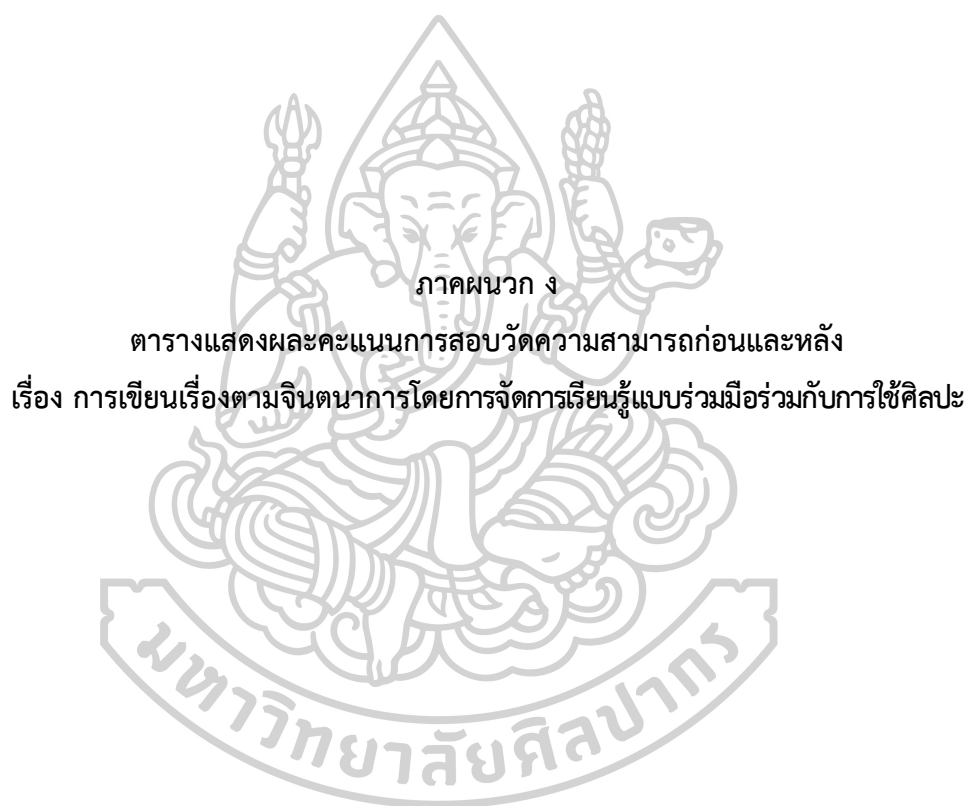 ภาคผนวก ง
ตารางแสดงผลคะแนนการสอบวัดความสามารถก่อนและหลัง
เรื่อง การเขียนเรื่องตามจินตนาการโดยการจัดการเรียนรู้แบบร่วมมือร่วมกับการใช้ศิลปะ
มหาวิทยาลัยศิลปากร